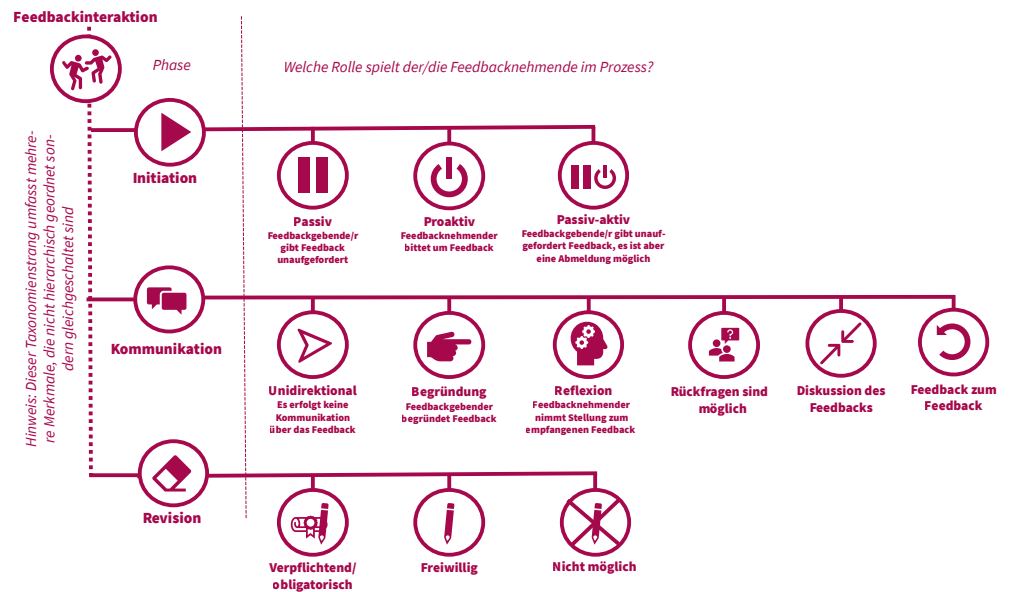 Feedbackinteraktion
Phase
Welche Rolle spielt der/die Feedbacknehmende im Prozess?
Hinweis: Dieser Taxonomienstrang umfasst mehre-
re Merkmale, die nicht hierarchisch geordnet son-
dern gleichgeschaltet sind
Initiation
Passiv
Feedbackgebende/r
gibt Feedback
unaufgefordert
Proaktiv
Feedbacknehmender
bittet um Feedback
Passiv-aktiv
Feedbackgebende/r gibt unauf-
gefordert Feedback, es ist aber
eine Abmeldung möglich
Kommunikation
Unidirektional
Es erfolgt keine
Kommunikation
über das Feedback
Begründung
Feedbackgebender
begründet Feedback
Reflexion
Feedbacknehmender
nimmt Stellung zum
empfangenen Feedback
?
Rückfragen sind
möglich
Diskussion des
Feedbacks
Feedback zum
Feedback
Revision
Verpflichtend/
obligatorisch
Freiwillig
Nicht möglich